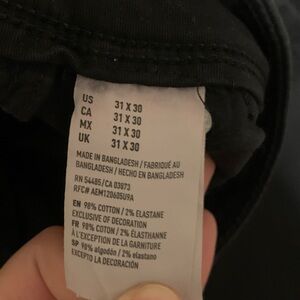 US 31 X 30
CA 31 X 30
MX 31 X 30
UK 31 X 30
MADE IN BANGLADESH / FABRIQUÉ AU
BANGLADESH / HECHO EN BANGLADESH
RN 54485/CA 03073
RFC# AEM120605U9A
EN 98% COTTON / 2% ELASTANE
EXCLUSIVE OF DECORATION
FR 98% COTON / 2% ÉLASTHANNE
À L'EXCEPTION DE LA GARNITURE
SP 98% algodón / 2% elastano
EXCEPTO LA DECORACIÓN